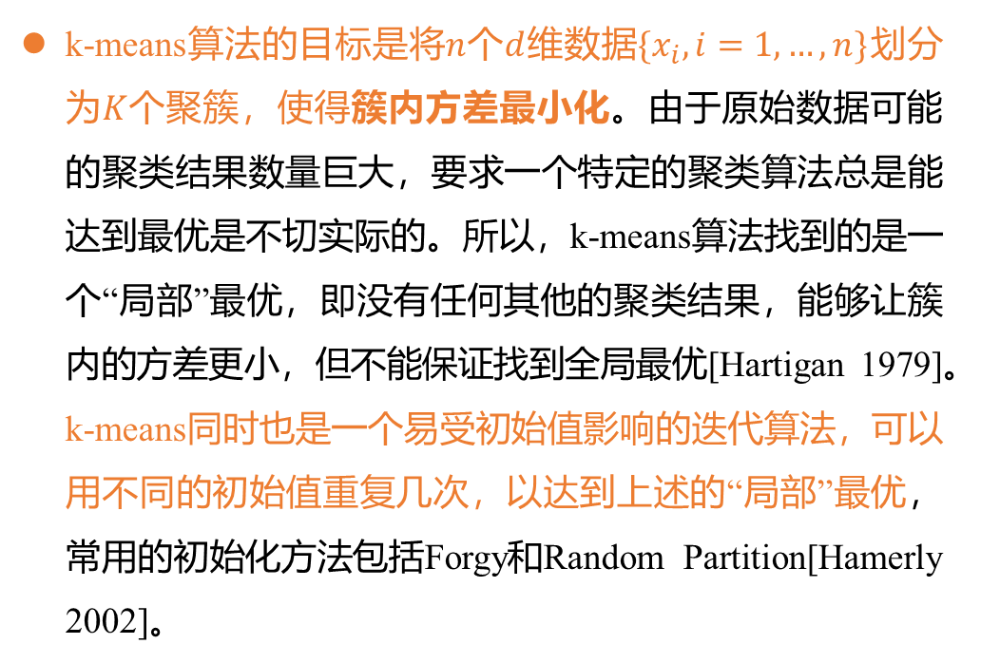 ● k-means算法的目标是将𝑛个𝑑维数据{𝑥ᵢ, 𝑖 = 1, … , 𝑛}划分
为𝐾个聚簇，使得簇内方差最小化。由于原始数据可能
的聚类结果数量巨大，要求一个特定的聚类算法总是能
达到最优是不切实际的。所以，k-means算法找到的是一
个“局部”最优，即没有任何其他的聚类结果，能够让簇
内的方差更小，但不能保证找到全局最优[Hartigan 1979]。
k-means同时也是一个易受初始值影响的迭代算法，可以
用不同的初始值重复几次，以达到上述的“局部”最优，
常用的初始化方法包括Forgy和Random Partition[Hamerly
2002]。